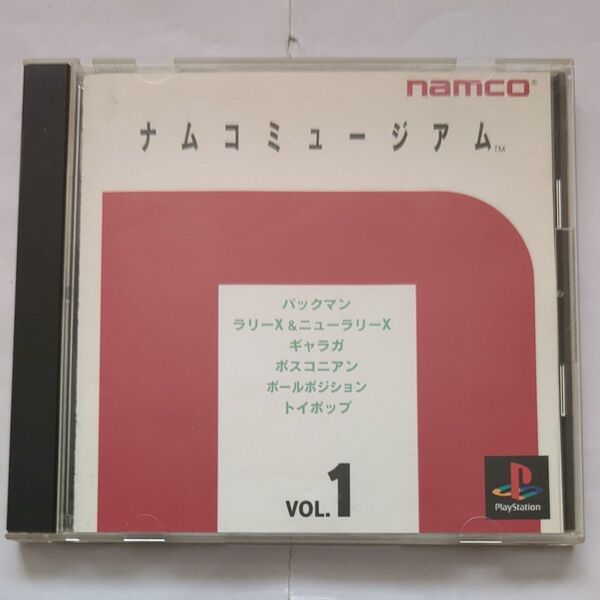 namco®
ナムコミュージアム™
パックマン
ラリーX&ニューラリーX
ギャラガ
ボスコニアン
ポールポジション
トイポップ
VOL.1
PlayStation